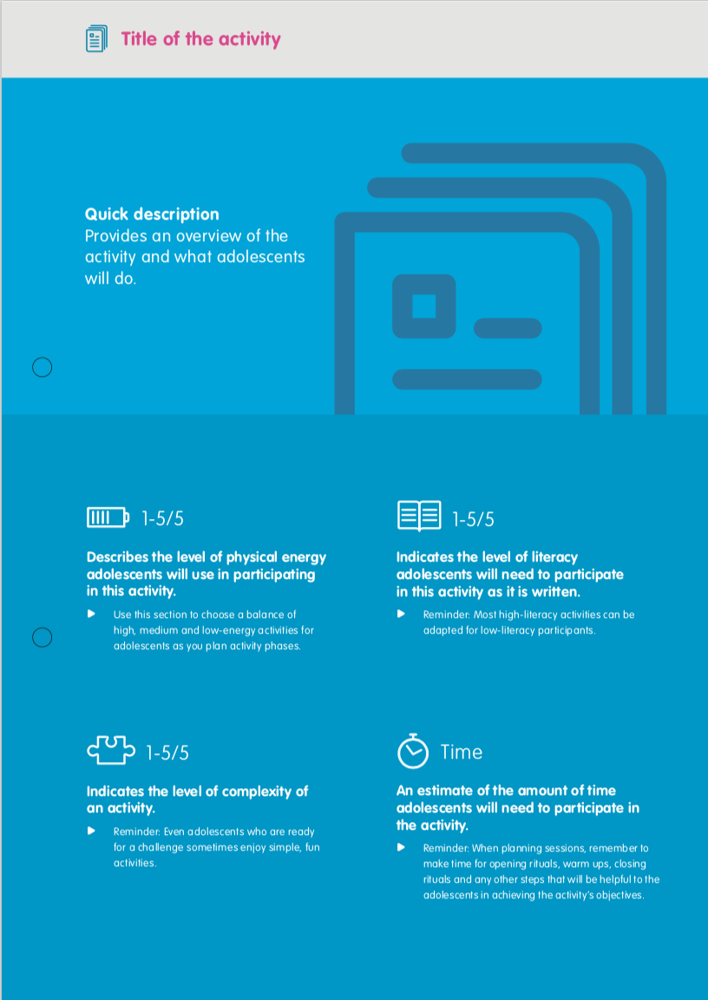 Title of the activity
Quick description
Provides an overview of the
activity and what adolescents
will do.
1-5/5
Describes the level of physical energy
adolescents will use in participating
in this activity.
Use this section to choose a balance of
high, medium and low-energy activities for
adolescents as you plan activity phases.
1-5/5
Indicates the level of literacy
adolescents will need to participate
in this activity as it is written.
Reminder: Most high-literacy activities can be
adapted for low-literacy participants.
1-5/5
Indicates the level of complexity of
an activity.
Reminder: Even adolescents who are ready
for a challenge sometimes enjoy simple, fun
activities.
Time
An estimate of the amount of time
adolescents will need to participate in
the activity.
Reminder: When planning sessions, remember to
make time for opening rituals, warm ups, closing
rituals and any other steps that will be helpful to the
adolescents in achieving the activity's objectives.